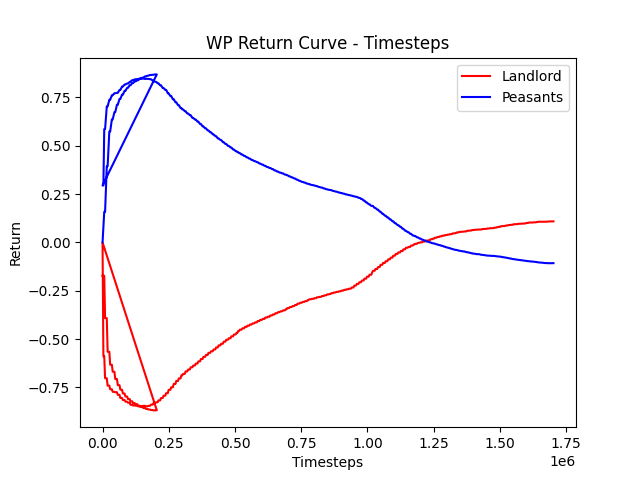 WP Return Curve - Timesteps
Landlord
Peasants
Return
0.75
0.50
0.25
0.00
−0.25
−0.50
−0.75
0.00 0.25 0.50 0.75 1.00 1.25 1.50 1.75
1e6
Timesteps